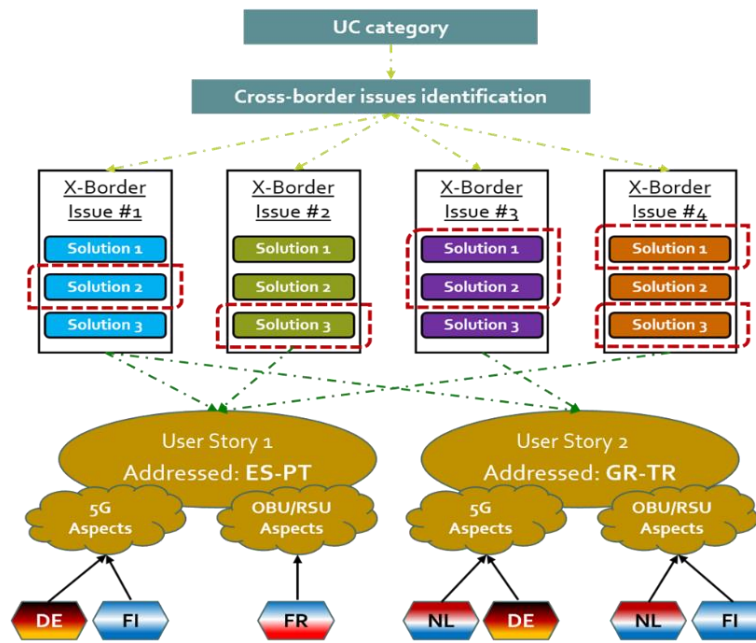 UC category
Cross-border issues identification
X-Border
Issue #1
Solution 1
Solution 2
Solution 3
X-Border
Issue #2
Solution 1
Solution 2
Solution 3
X-Border
Issue #3
Solution 1
Solution 2
Solution 3
X-Border
Issue #4
Solution 1
Solution 2
Solution 3
User Story 1
Addressed: ES-PT
5G
Aspects
OBU/RSU
Aspects
User Story 2
Addressed: GR-TR
5G
Aspects
OBU/RSU
Aspects
DE
FI
FR
NL
DE
NL
FI